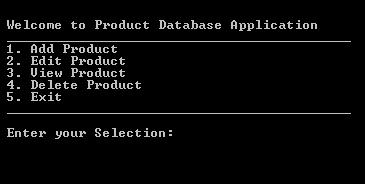 Welcome to Product Database Application
1. Add Product
2. Edit Product
3. View Product
4. Delete Product
5. Exit
Enter your Selection: